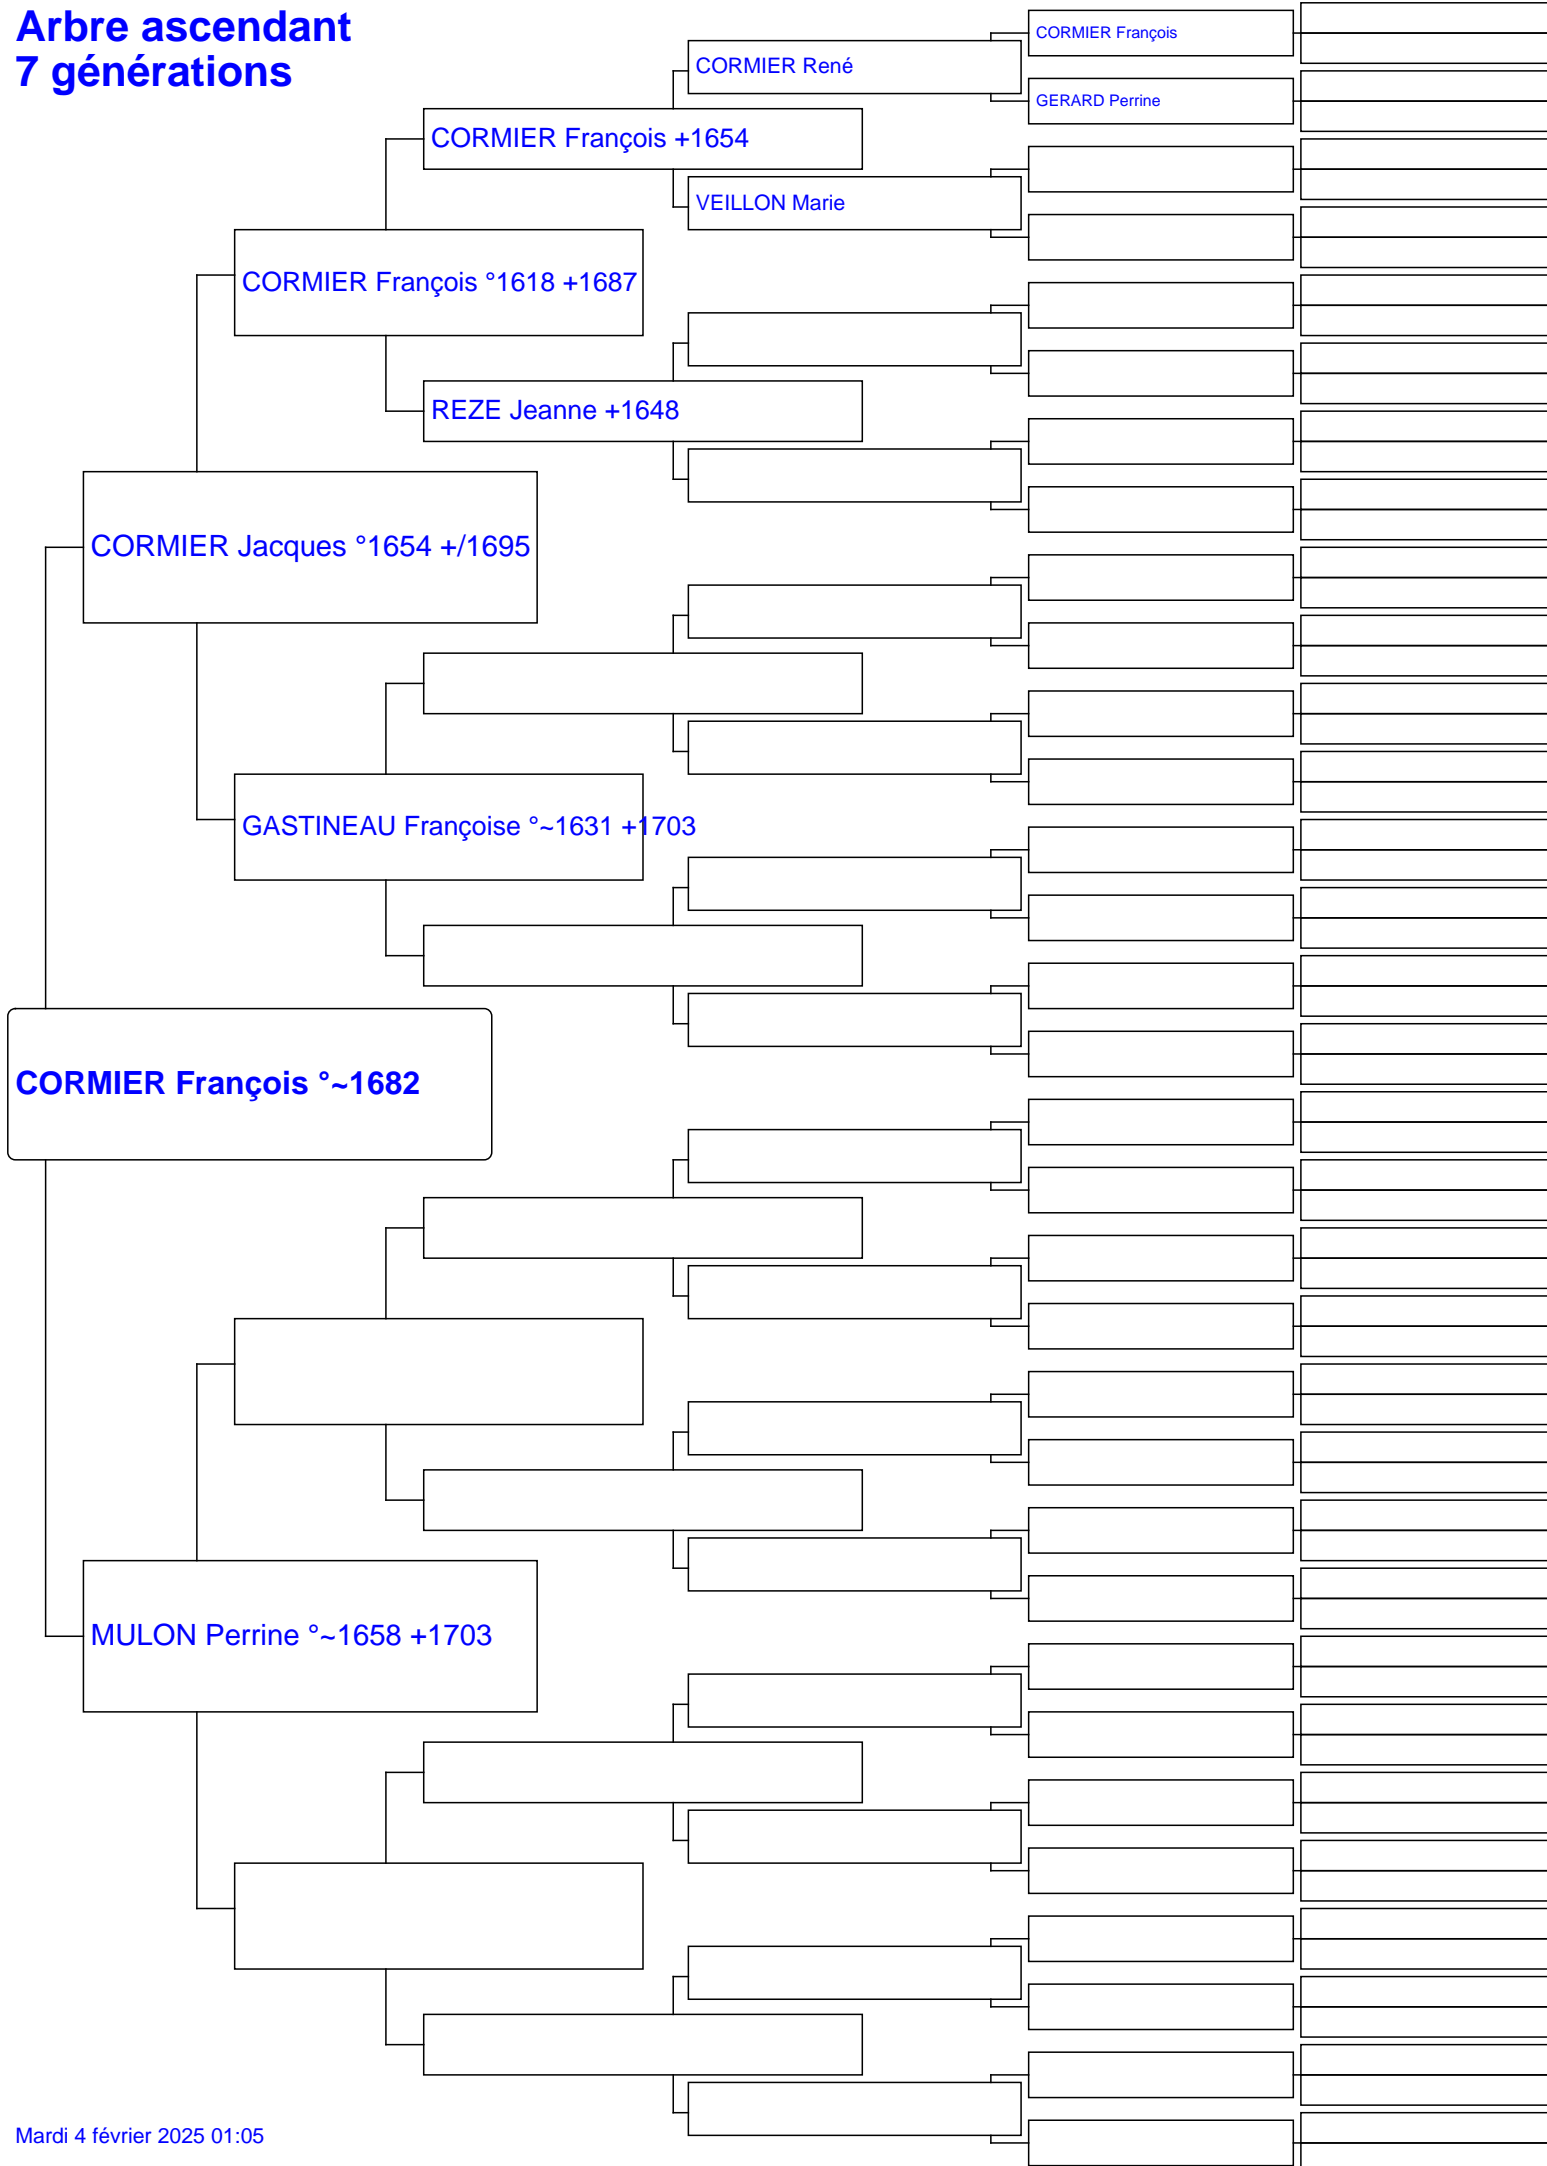 Arbre ascendant
7 générations
CORMIER François
CORMIER René
GERARD Perrine
CORMIER François +1654
VEILLON Marie
CORMIER François °1618 +1687
REZE Jeanne +1648
CORMIER Jacques °1654 +/1695
GASTINEAU Françoise °~1631 +1703
CORMIER François °~1682
MULON Perrine °~1658 +1703
Mardi 4 février 2025 01:05